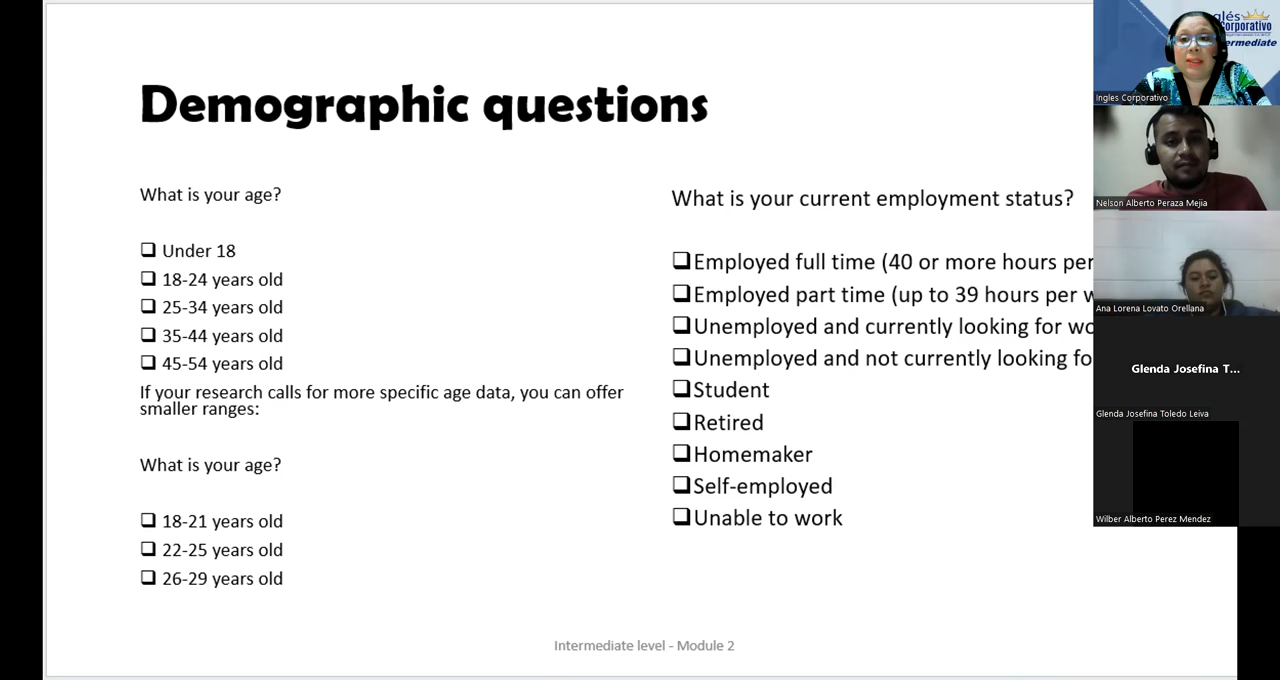 Demographic questions
What is your age?
Under 18
18-24 years old
25-34 years old
35-44 years old
45-54 years old
If your research calls for more specific age data, you can offer
smaller ranges:
What is your age?
18-21 years old
22-25 years old
26-29 years old
What is your current employment status?
Employed full time (40 or more hours per
Employed part time (up to 39 hours per w
Unemployed and currently looking for wo
Unemployed and not currently looking fo
Student
Retired
Homemaker
Self-employed
Unable to work
Intermediate level - Module 2
glés
Corporativo
ermediate
Ingles Corporativo
Nelson Alberto Peraza Mejia
Ana Lorena Lovato Orellana
Glenda Josefina T...
Glenda Josefina Toledo Leiva
Wilber Alberto Perez Mendez